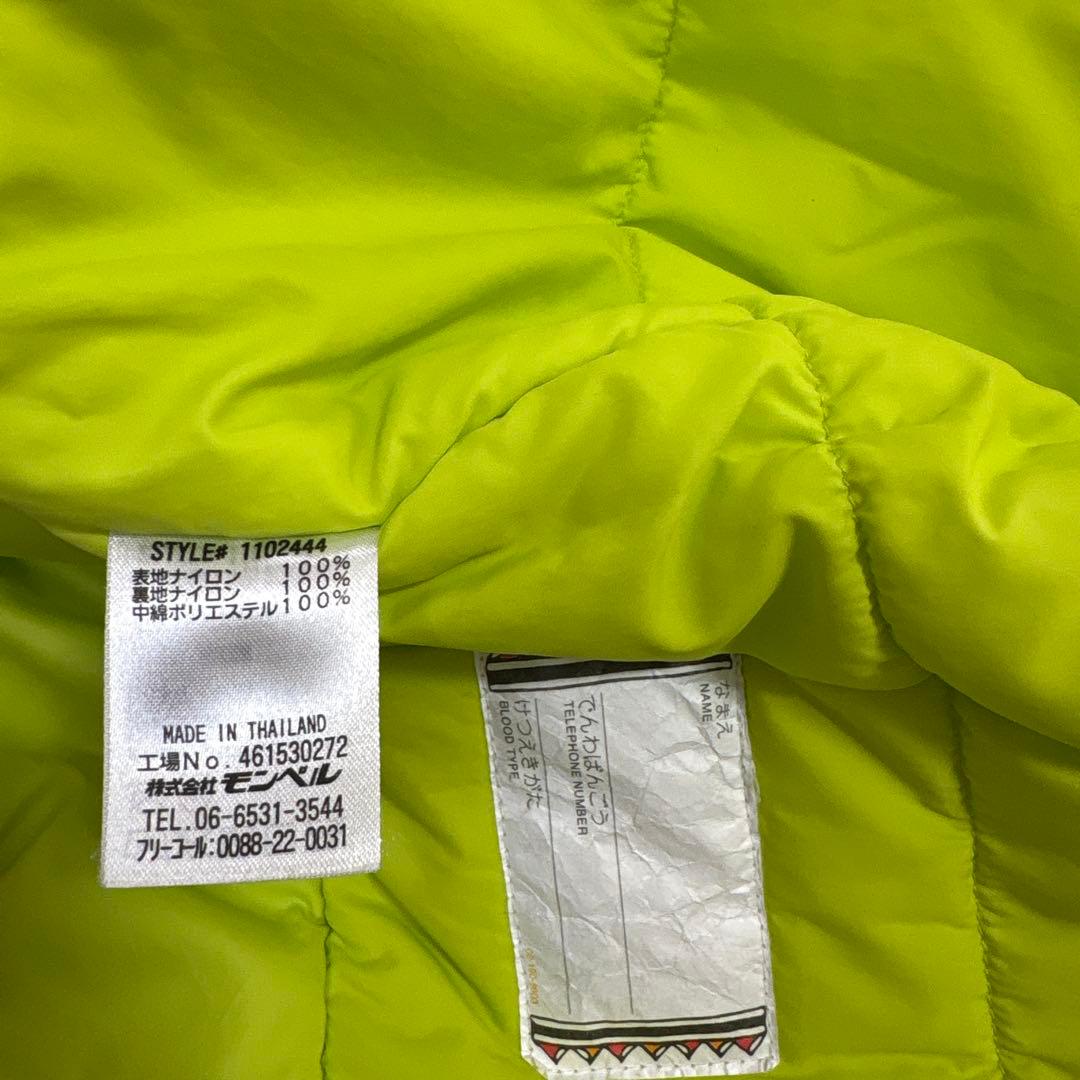 STYLE# 1102444
表地ナイロン 100%
裏地ナイロン 100%
中綿ポリエステル 100%
MADE IN THAILAND
工場No. 461530272
株式会社 モンベル
TEL. 06-6531-3544
フリーコール:0088-22-0031
なまえ
NAME
でんわばんごう
TELEPHONE NUMBER
けつえきがた
BLOOD TYPE